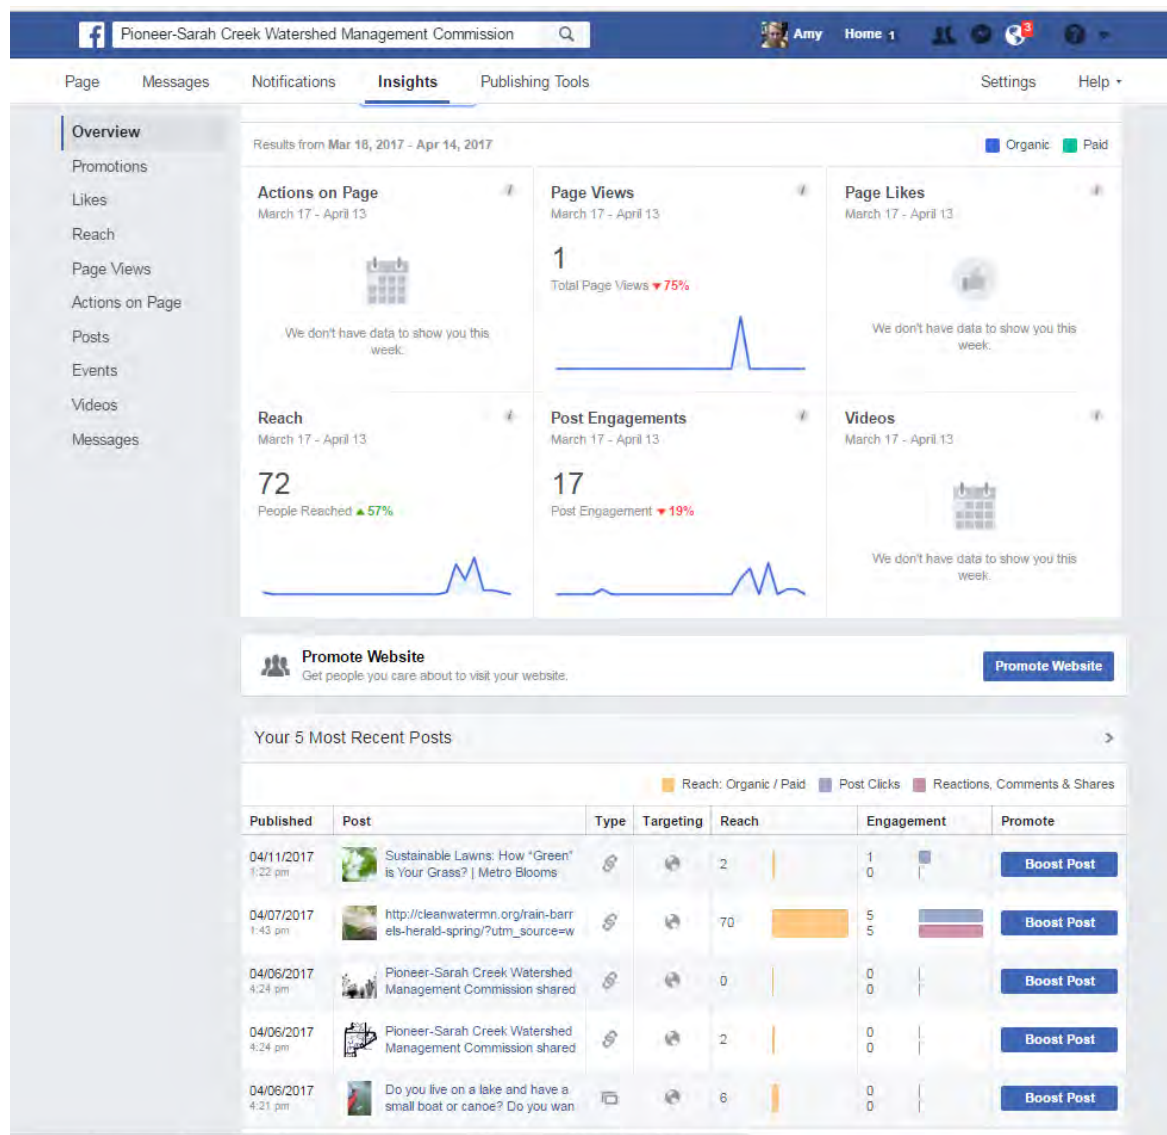 f Pioneer-Sarah Creek Watershed Management Commission Amy Home 1 3
Page Messages Notifications Insights Publishing Tools Settings Help
Overview
Promotions
Likes
Reach
Page Views
Actions on Page
Posts
Events
Videos
Messages
Results from Mar 18, 2017 - Apr 14, 2017 Organic Paid
Actions on Page
March 17 - April 13
We don't have data to show you this
week.
Page Views
March 17 - April 13
1
Total Page Views ▼75%
Page Likes
March 17 - April 13
We don't have data to show you this
week.
Reach
March 17 - April 13
72
People Reached ▲57%
Post Engagements
March 17 - April 13
17
Post Engagement ▼19%
Videos
March 17 - April 13
We don't have data to show you this
week.
Promote Website
Get people you care about to visit your website.
Promote Website
Your 5 Most Recent Posts
Reach: Organic / Paid Post Clicks Reactions, Comments & Shares
Published Post Type Targeting Reach Engagement Promote
04/11/2017
1:22 pm
Sustainable Lawns: How "Green"
is Your Grass? | Metro Blooms
2
1
0
Boost Post
04/07/2017
1:43 pm
http://cleanwatermn.org/rain-barr
els-herald-spring/?utm_source=w
70
5
5
Boost Post
04/06/2017
4:24 pm
Pioneer-Sarah Creek Watershed
Management Commission shared
0
0
0
Boost Post
04/06/2017
4:24 pm
Pioneer-Sarah Creek Watershed
Management Commission shared
2
0
0
Boost Post
04/06/2017
4:21 pm
Do you live on a lake and have a
small boat or canoe? Do you wan
6
0
0
Boost Post